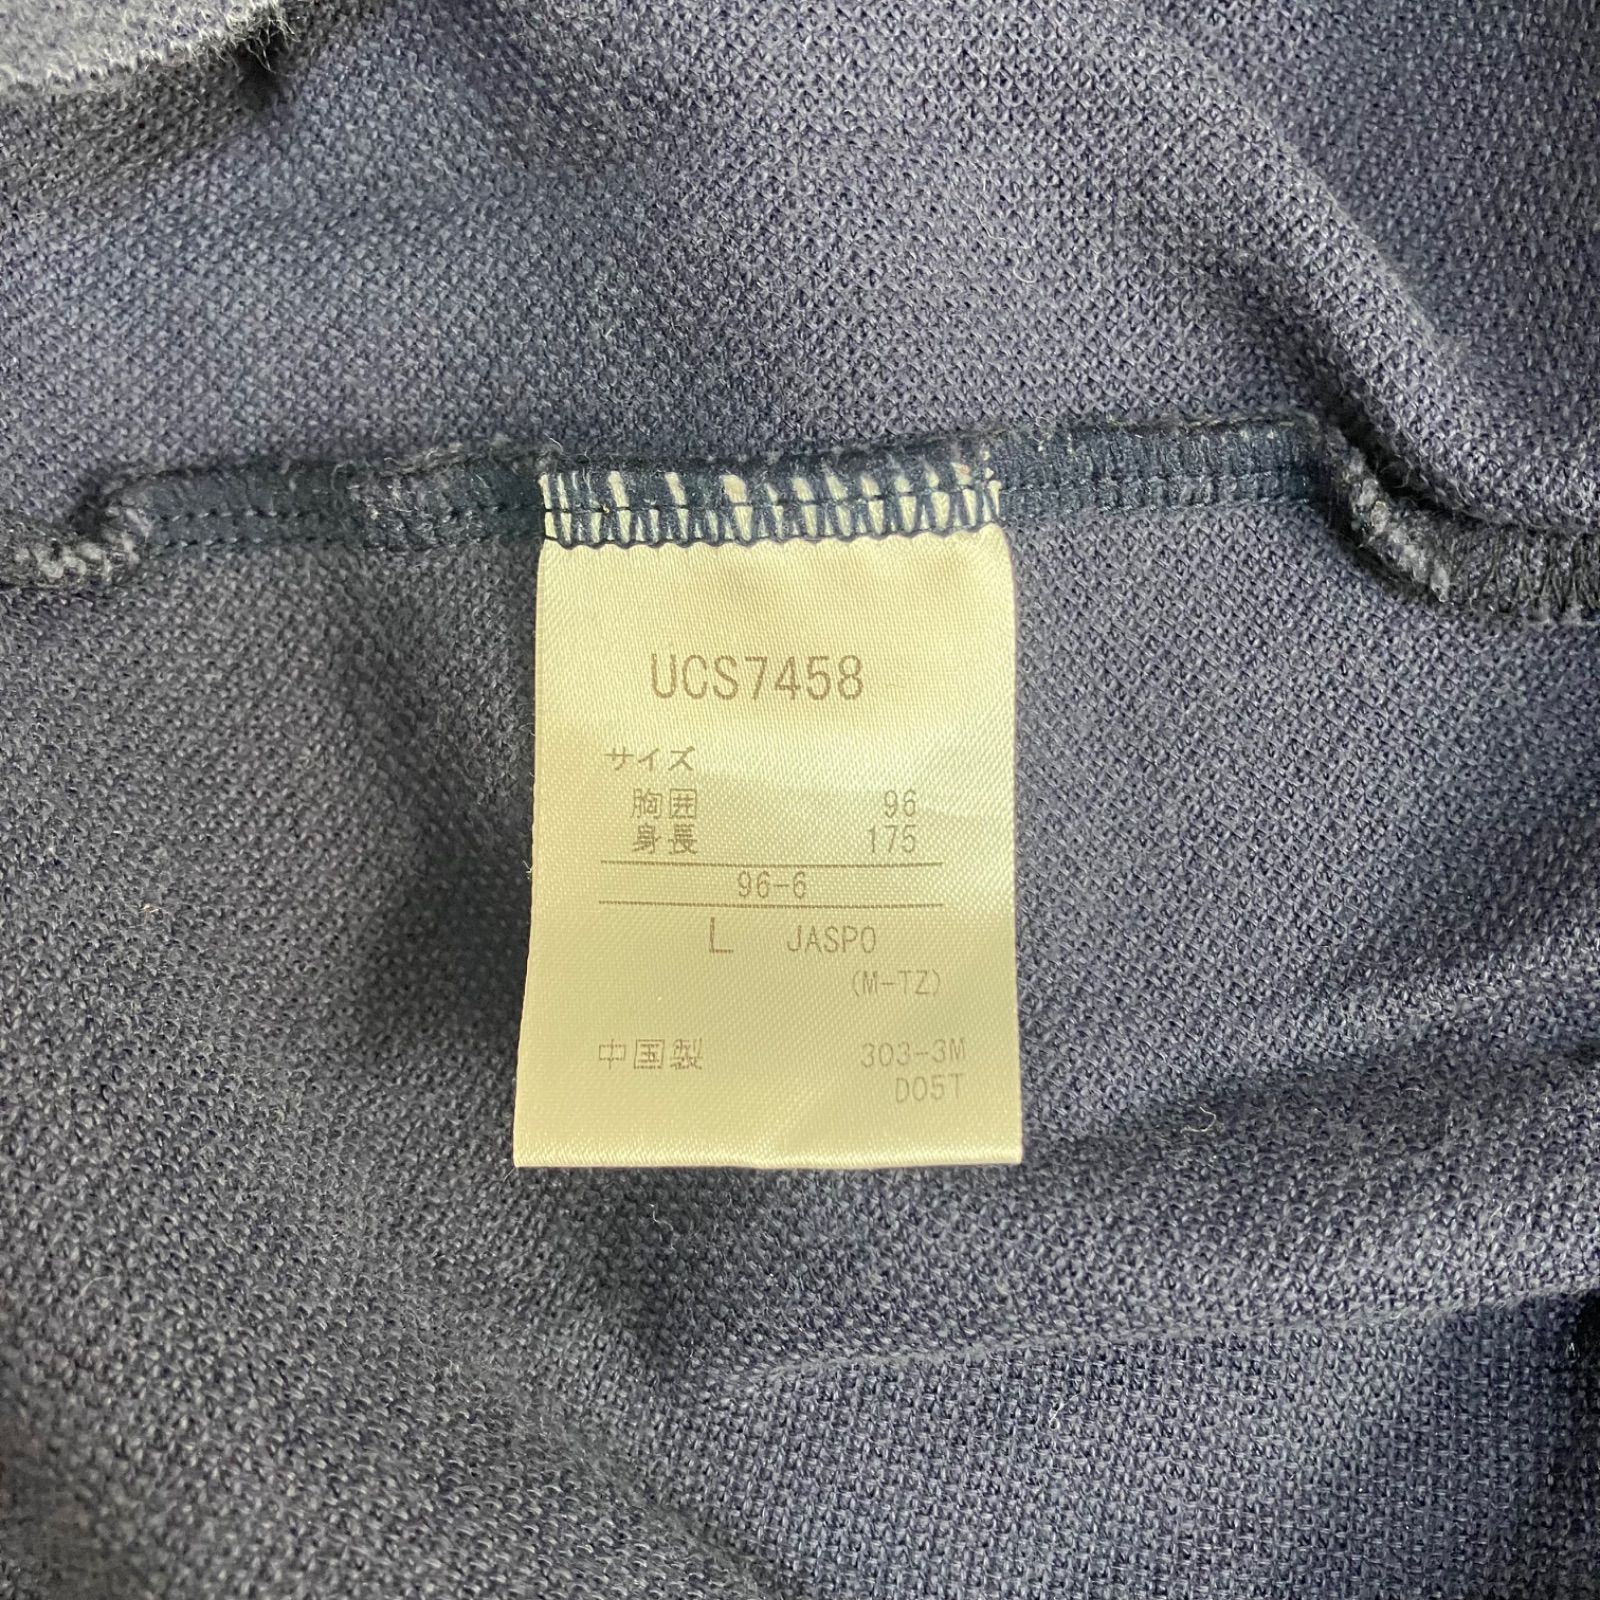 UCS7458
サイズ
胸囲 96
身長 175
96-6
L JASPO
(M-TZ)
中国製 303-3M
D05T